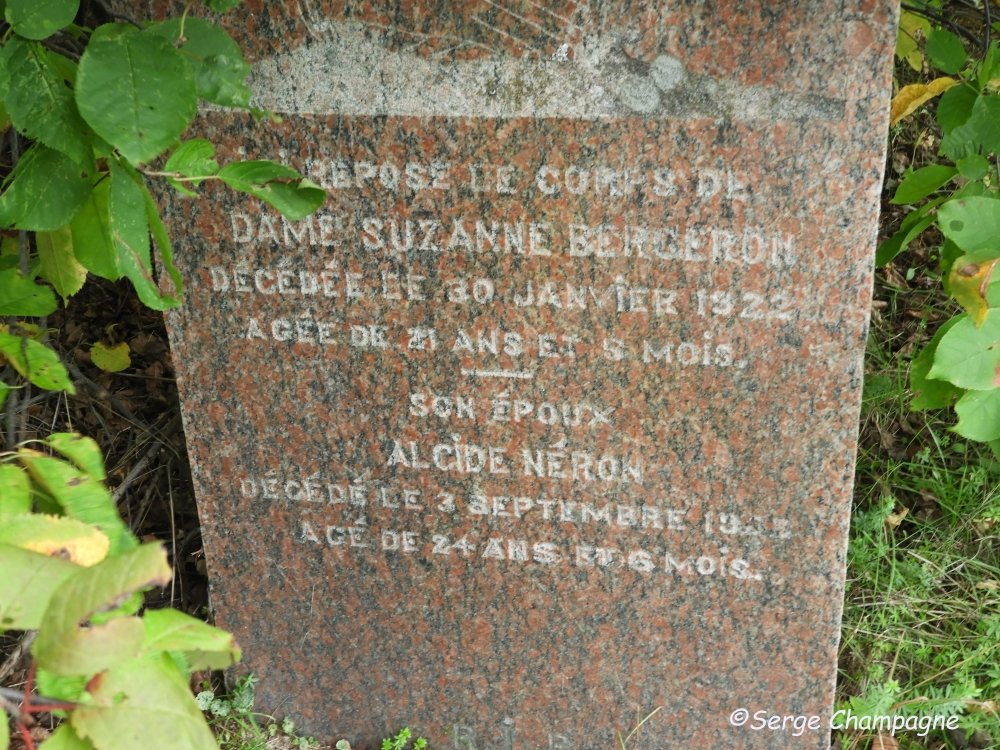 REPOSE LE CORPS DE
DAME SUZANNE BERGERON
DÉCÉDÉE LE 30 JANVIER 1922
AGÉE DE 21 ANS ET MOIS,
SON ÉPOUX
ALCIDE NÉRON
DÉCÉDÉ LE 3 SEPTEMBRE
AGÉ DE 24 ANS ET 6 MOIS.
R.I.P.
©Serge Champagne